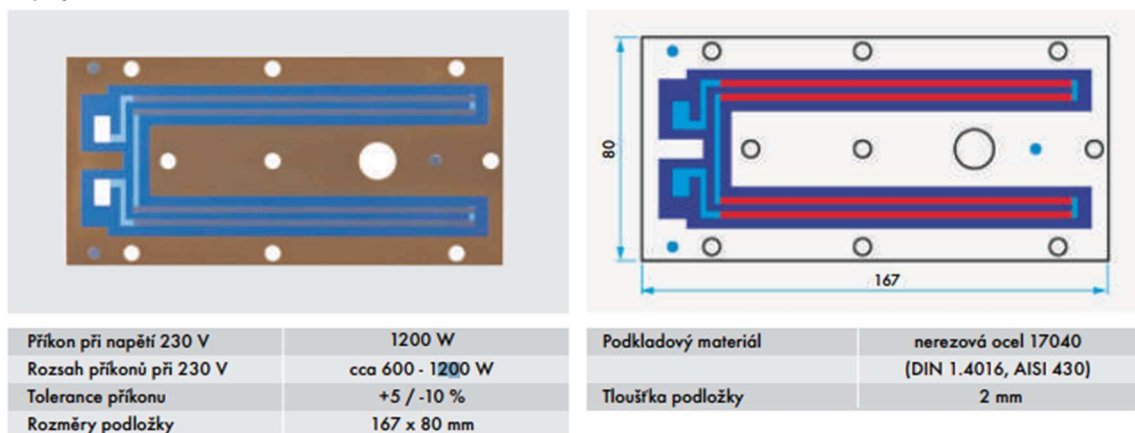 80
167
Příkon při napětí 230 V 1200 W
Rozsah příkonů při 230 V cca 600 - 1200 W
Tolerance příkonu +5 / -10 %
Rozměry podložky 167 x 80 mm
Podkladový materiál nerezová ocel 17040
(DIN 1.4016, AISI 430)
Tloušťka podložky 2 mm